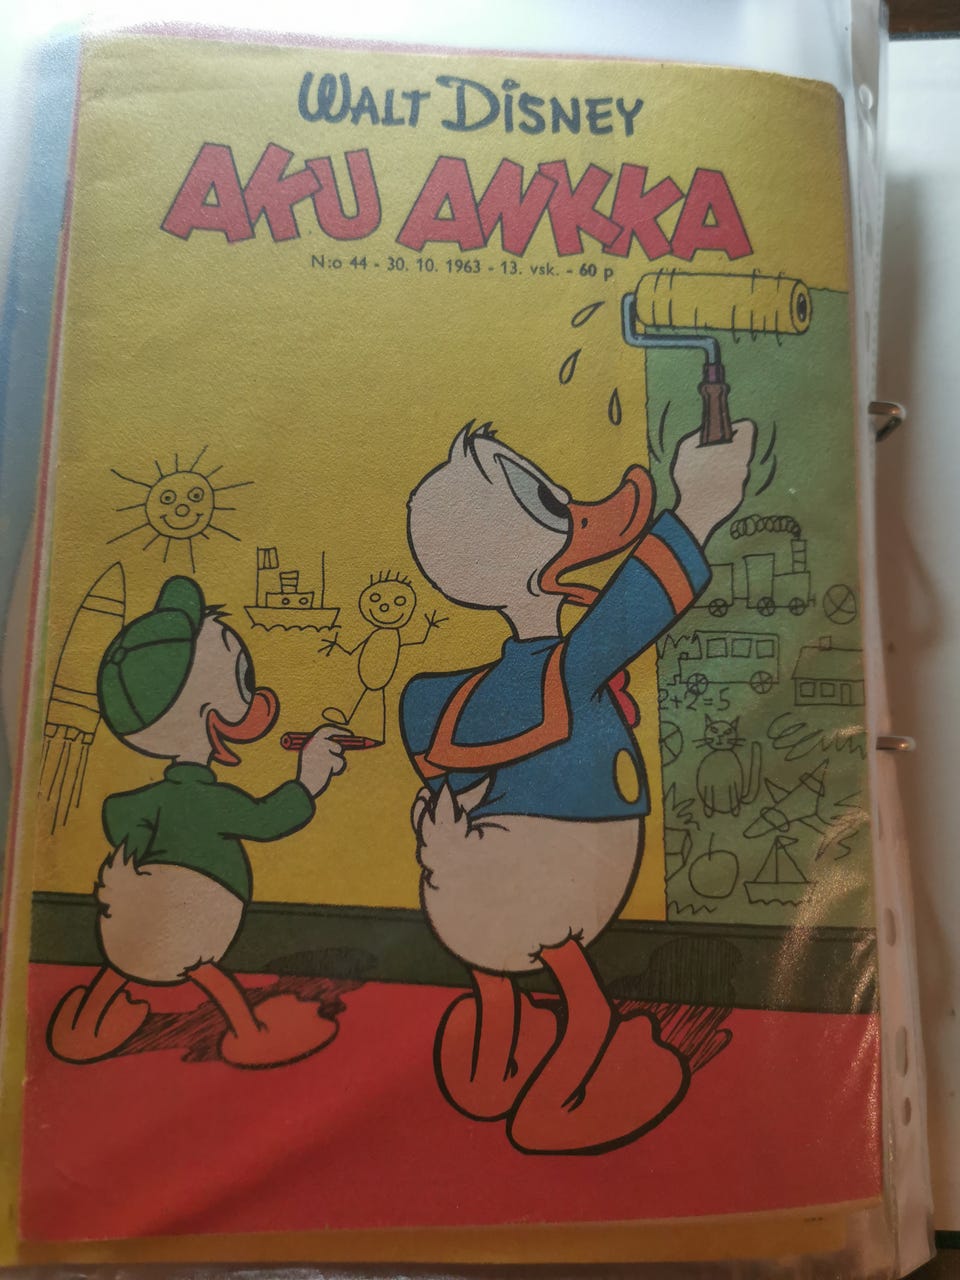 WALT DISNEY
AKU ANKKA
N:o 44 - 30. 10. 1963 - 13. vsk. - 60 p
2+2=5